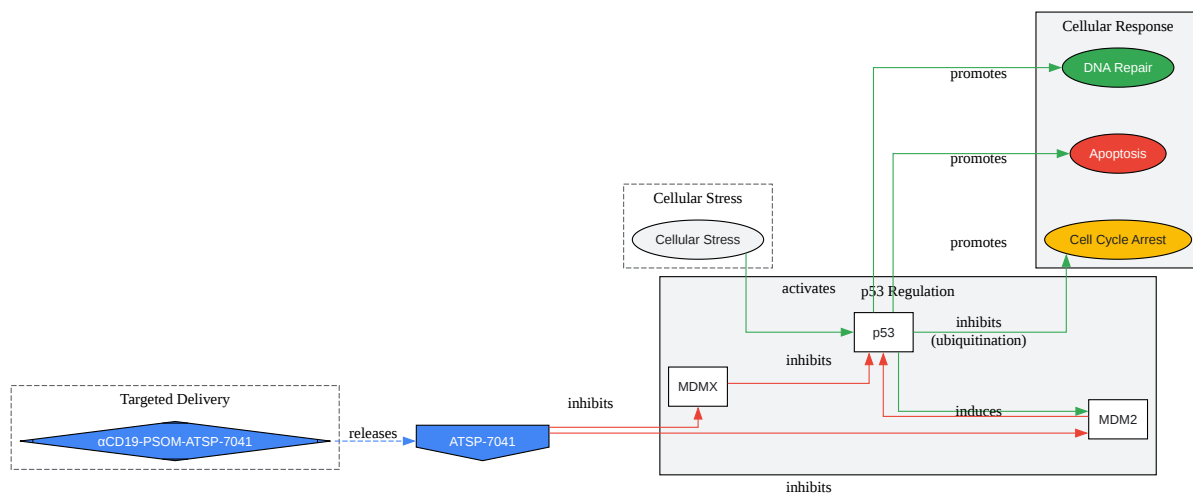 Cellular Response
DNA Repair
promotes
Apoptosis
promotes
Cellular Stress
Cellular Stress
promotes
Cell Cycle Arrest
activates
p53 Regulation
p53
inhibits
(ubiquitination)
inhibits
MDMX
Targeted Delivery
inhibits
induces
MDM2
αCD19-PSOM-ATSP-7041
releases
ATSP-7041
inhibits